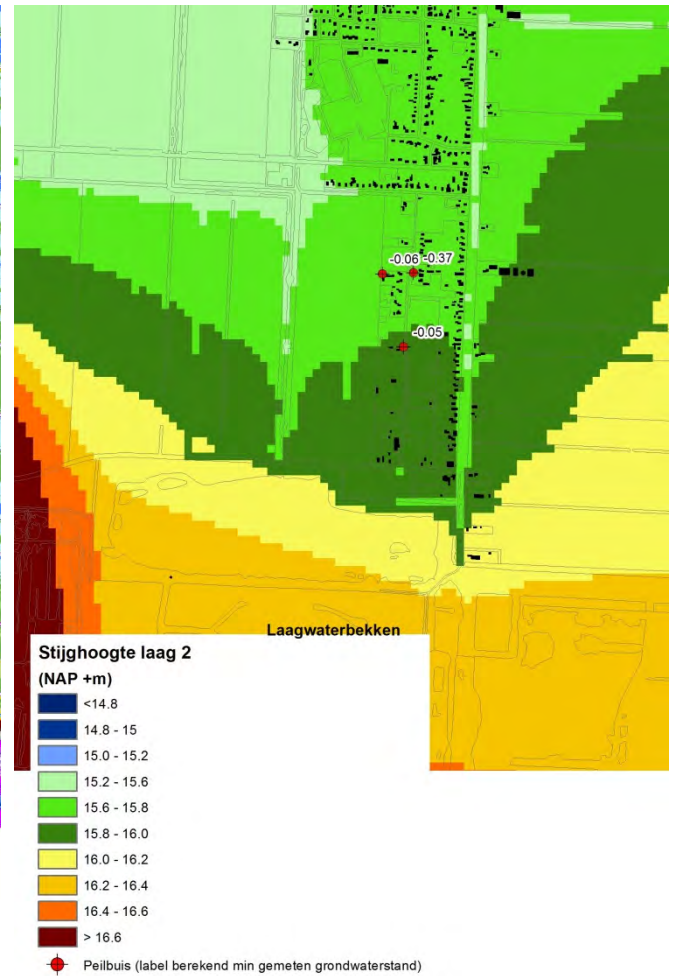 -0.06 -0.37
-0.05
Laagwaterbekken
Stijghoogte laag 2
(NAP +m)
<14.8
14.8 - 15
15.0 - 15.2
15.2 - 15.6
15.6 - 15.8
15.8 - 16.0
16.0 - 16.2
16.2 - 16.4
16.4 - 16.6
> 16.6
Peilbuis (label berekend min gemeten grondwaterstand)